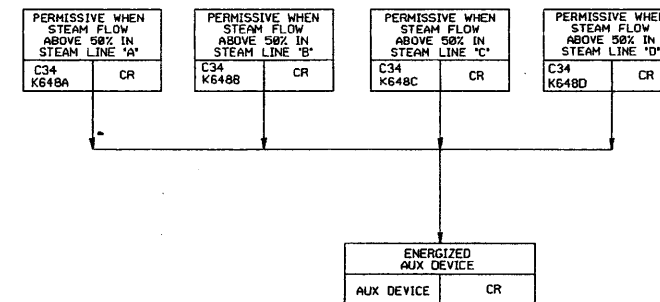 PERMISSIVE WHEN
STEAM FLOW
ABOVE 50% IN
STEAM LINE "A"
C34
K648A
CR
PERMISSIVE WHEN
STEAM FLOW
ABOVE 50% IN
STEAM LINE "B"
C34
K648B
CR
PERMISSIVE WHEN
STEAM FLOW
ABOVE 50% IN
STEAM LINE "C"
C34
K648C
CR
PERMISSIVE WHEN
STEAM FLOW
ABOVE 50% IN
STEAM LINE "D"
C34
K648D
CR
ENERGIZED
AUX DEVICE
AUX DEVICE
CR